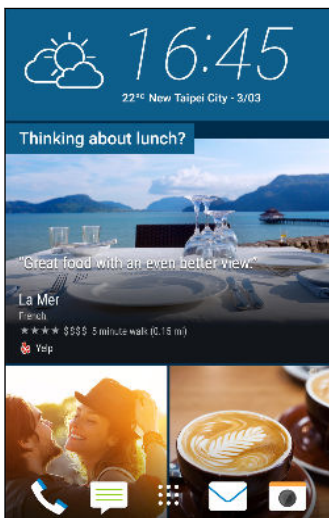 16:45
22°C New Taipei City - 3/03
Thinking about lunch?
"Great food with an even better view."
La Mer
French
★★★★ $$$$ 5 minute walk (0.16 mi)
Yelp